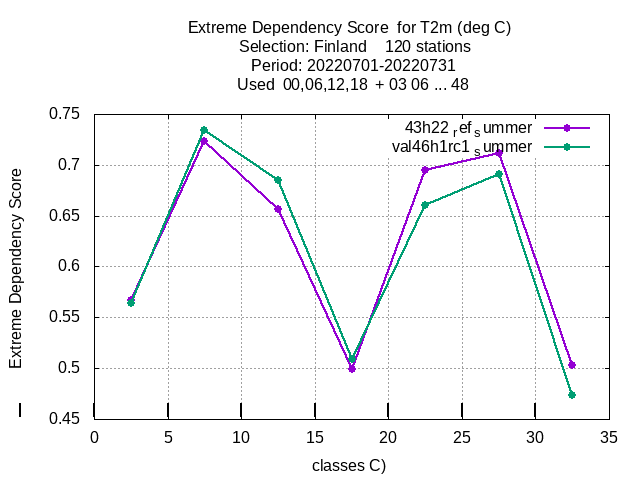 Extreme Dependency Score for T2m (deg C)
Selection: Finland 120 stations
Period: 20220701-20220731
Used 00,06,12,18 + 03 06 ... 48
43h22 ref summer
val46h1rc1 summer
0.75
0.7
0.65
0.6
0.55
0.5
0.45
0 5 10 15 20 25 30 35
Extreme Dependency Score
classes C)